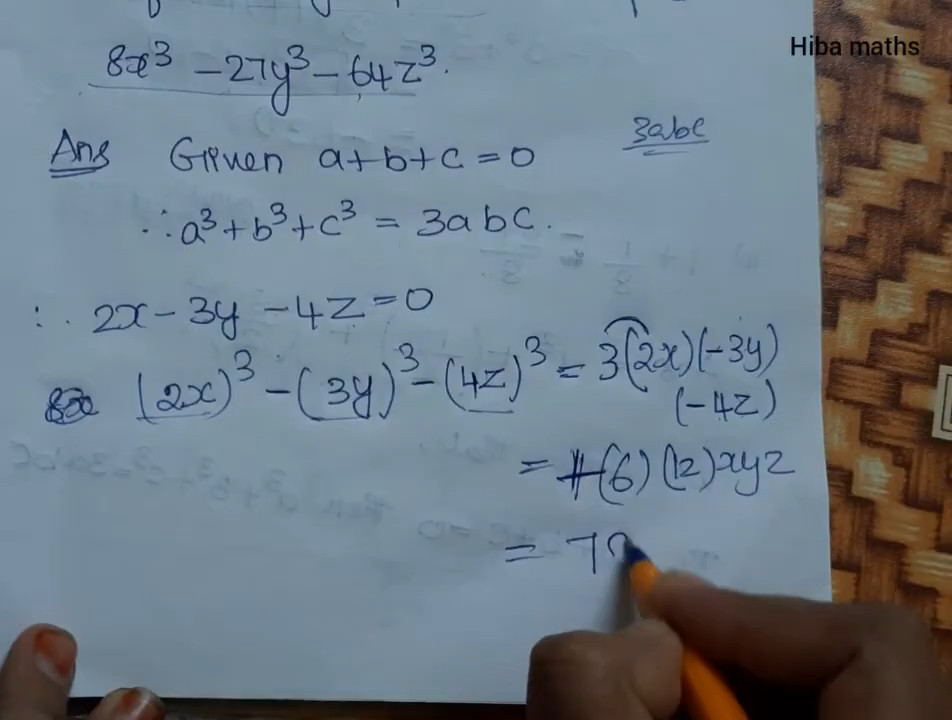 Hiba maths
8x³ - 27y³ - 64z³.
3abc
Ans Given a+b+c=0
∴ a³+b³+c³ = 3abc.
∴ 2x - 3y - 4z = 0
(2x)³ - (3y)³ - (4z)³ = 3(2x)(-3y)
(-4z)
= +(6)(12)xyz
= 7